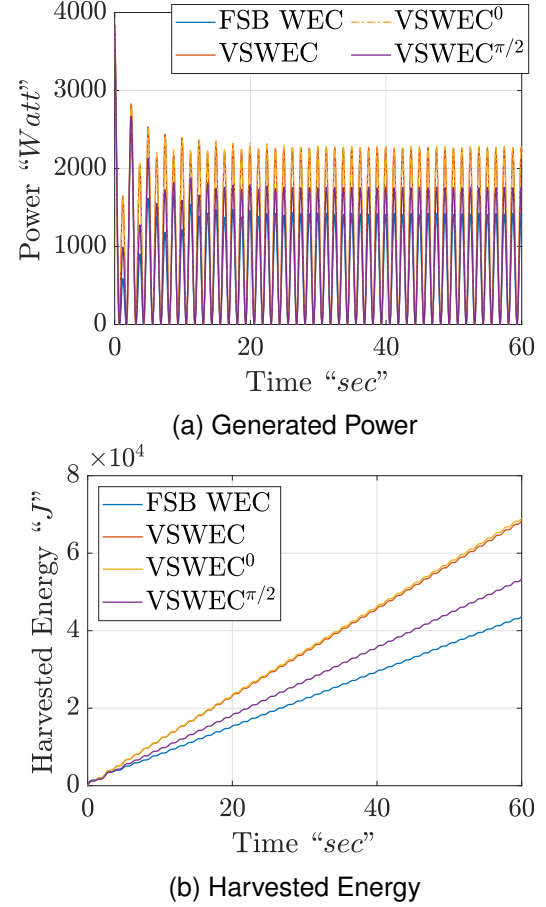 4000
3000
2000
1000
0
Power “Watt”
FSB WEC
VSWEC
VSWEC⁰
VSWEC^{π/2}
0 20 40 60
Time “sec”
(a) Generated Power
×10⁴
8
6
4
2
0
Harvested Energy “J”
FSB WEC
VSWEC
VSWEC⁰
VSWEC^{π/2}
0 20 40 60
Time “sec”
(b) Harvested Energy